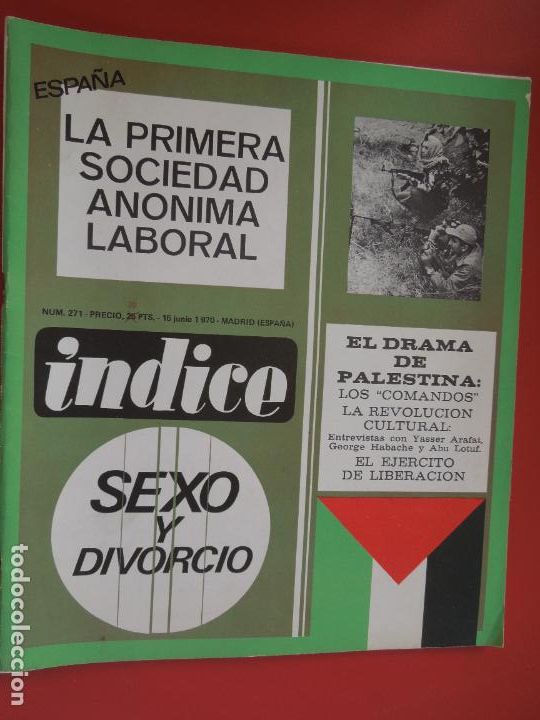 ESPAÑA
LA PRIMERA
SOCIEDAD
ANONIMA
LABORAL
NUM. 271 - PRECIO, PTS. - 15 junio 1970 - MADRID (ESPAÑA)
indice
SEXO
Y
DIVORCIO
EL DRAMA
DE
PALESTINA:
LOS "COMANDOS"
LA REVOLUCION
CULTURAL:
Entrevistas con Yasser Arafat,
George Habache y Abu Lotuf.
EL EJERCITO
DE LIBERACION
todocoleccion